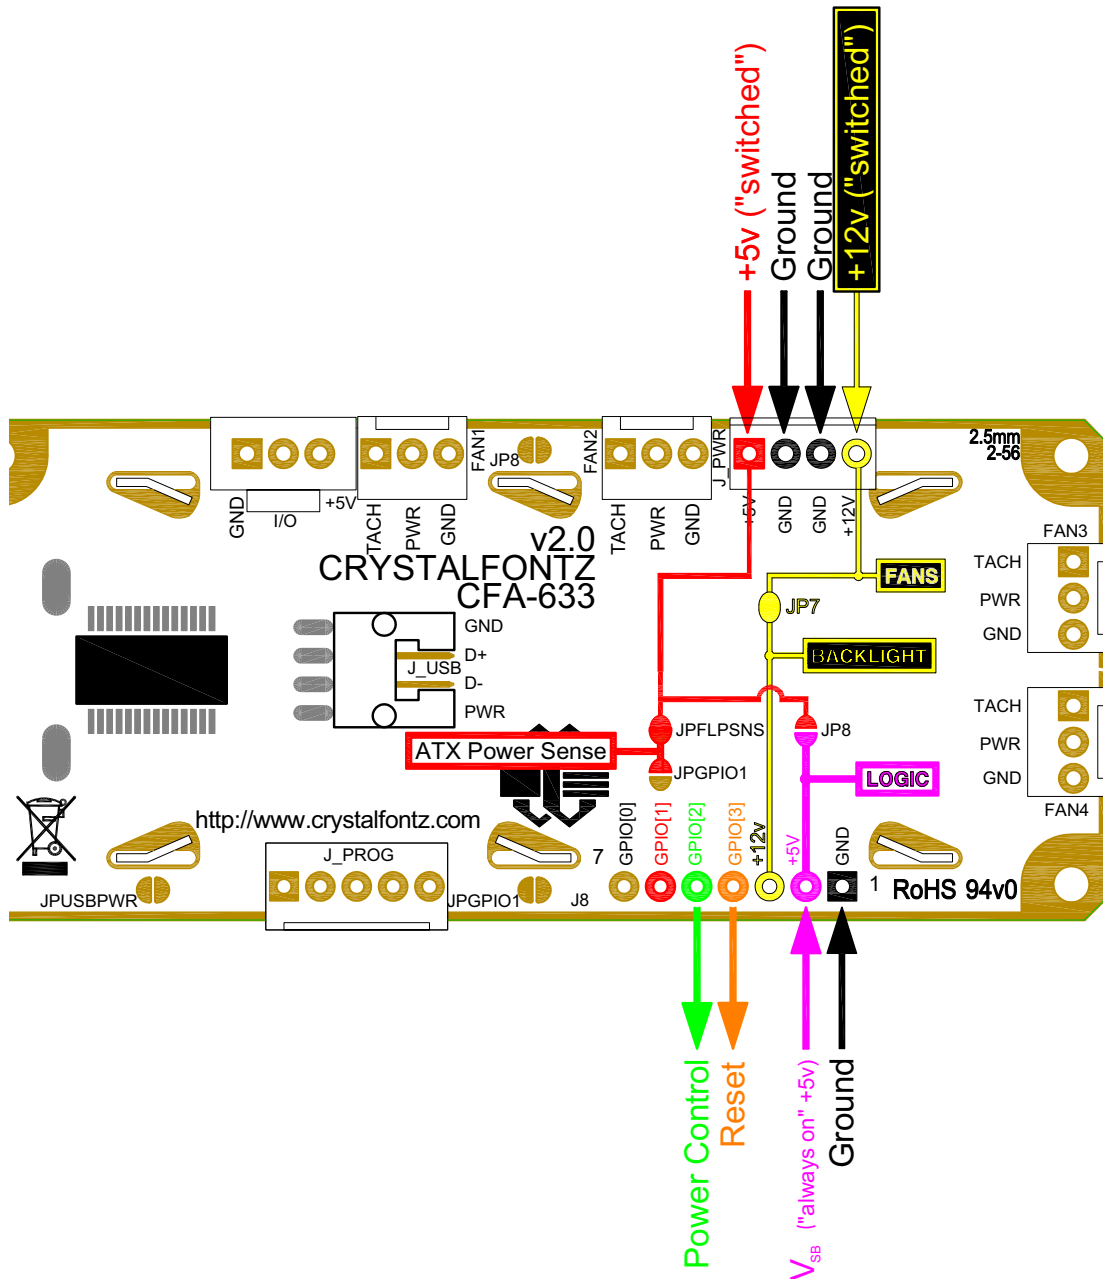 +5v ("switched")
Ground
Ground
+12v ("switched")
GND
I/O
+5V
TACH
PWR
GND
FAN1
JP8
FAN2
TACH
PWR
GND
J_PWR
+5V
GND
GND
+12V
2.5mm
2-56
v2.0
CRYSTALFONTZ
CFA-633
FANS
JP7
BACKLIGHT
FAN3
TACH
PWR
GND
GND
D+
J_USB
D-
PWR
ATX Power Sense
JPFLPSNS
JPGPIO1
JP8
LOGIC
TACH
PWR
GND
FAN4
http://www.crystalfontz.com
J_PROG
JPUSBPWR
JPGPIO1
J8
7
GPIO[0]
GPIO[1]
GPIO[2]
GPIO[3]
+12v
+5V
GND
1
RoHS 94v0
Power Control
Reset
VSB ("always on" +5v)
Ground